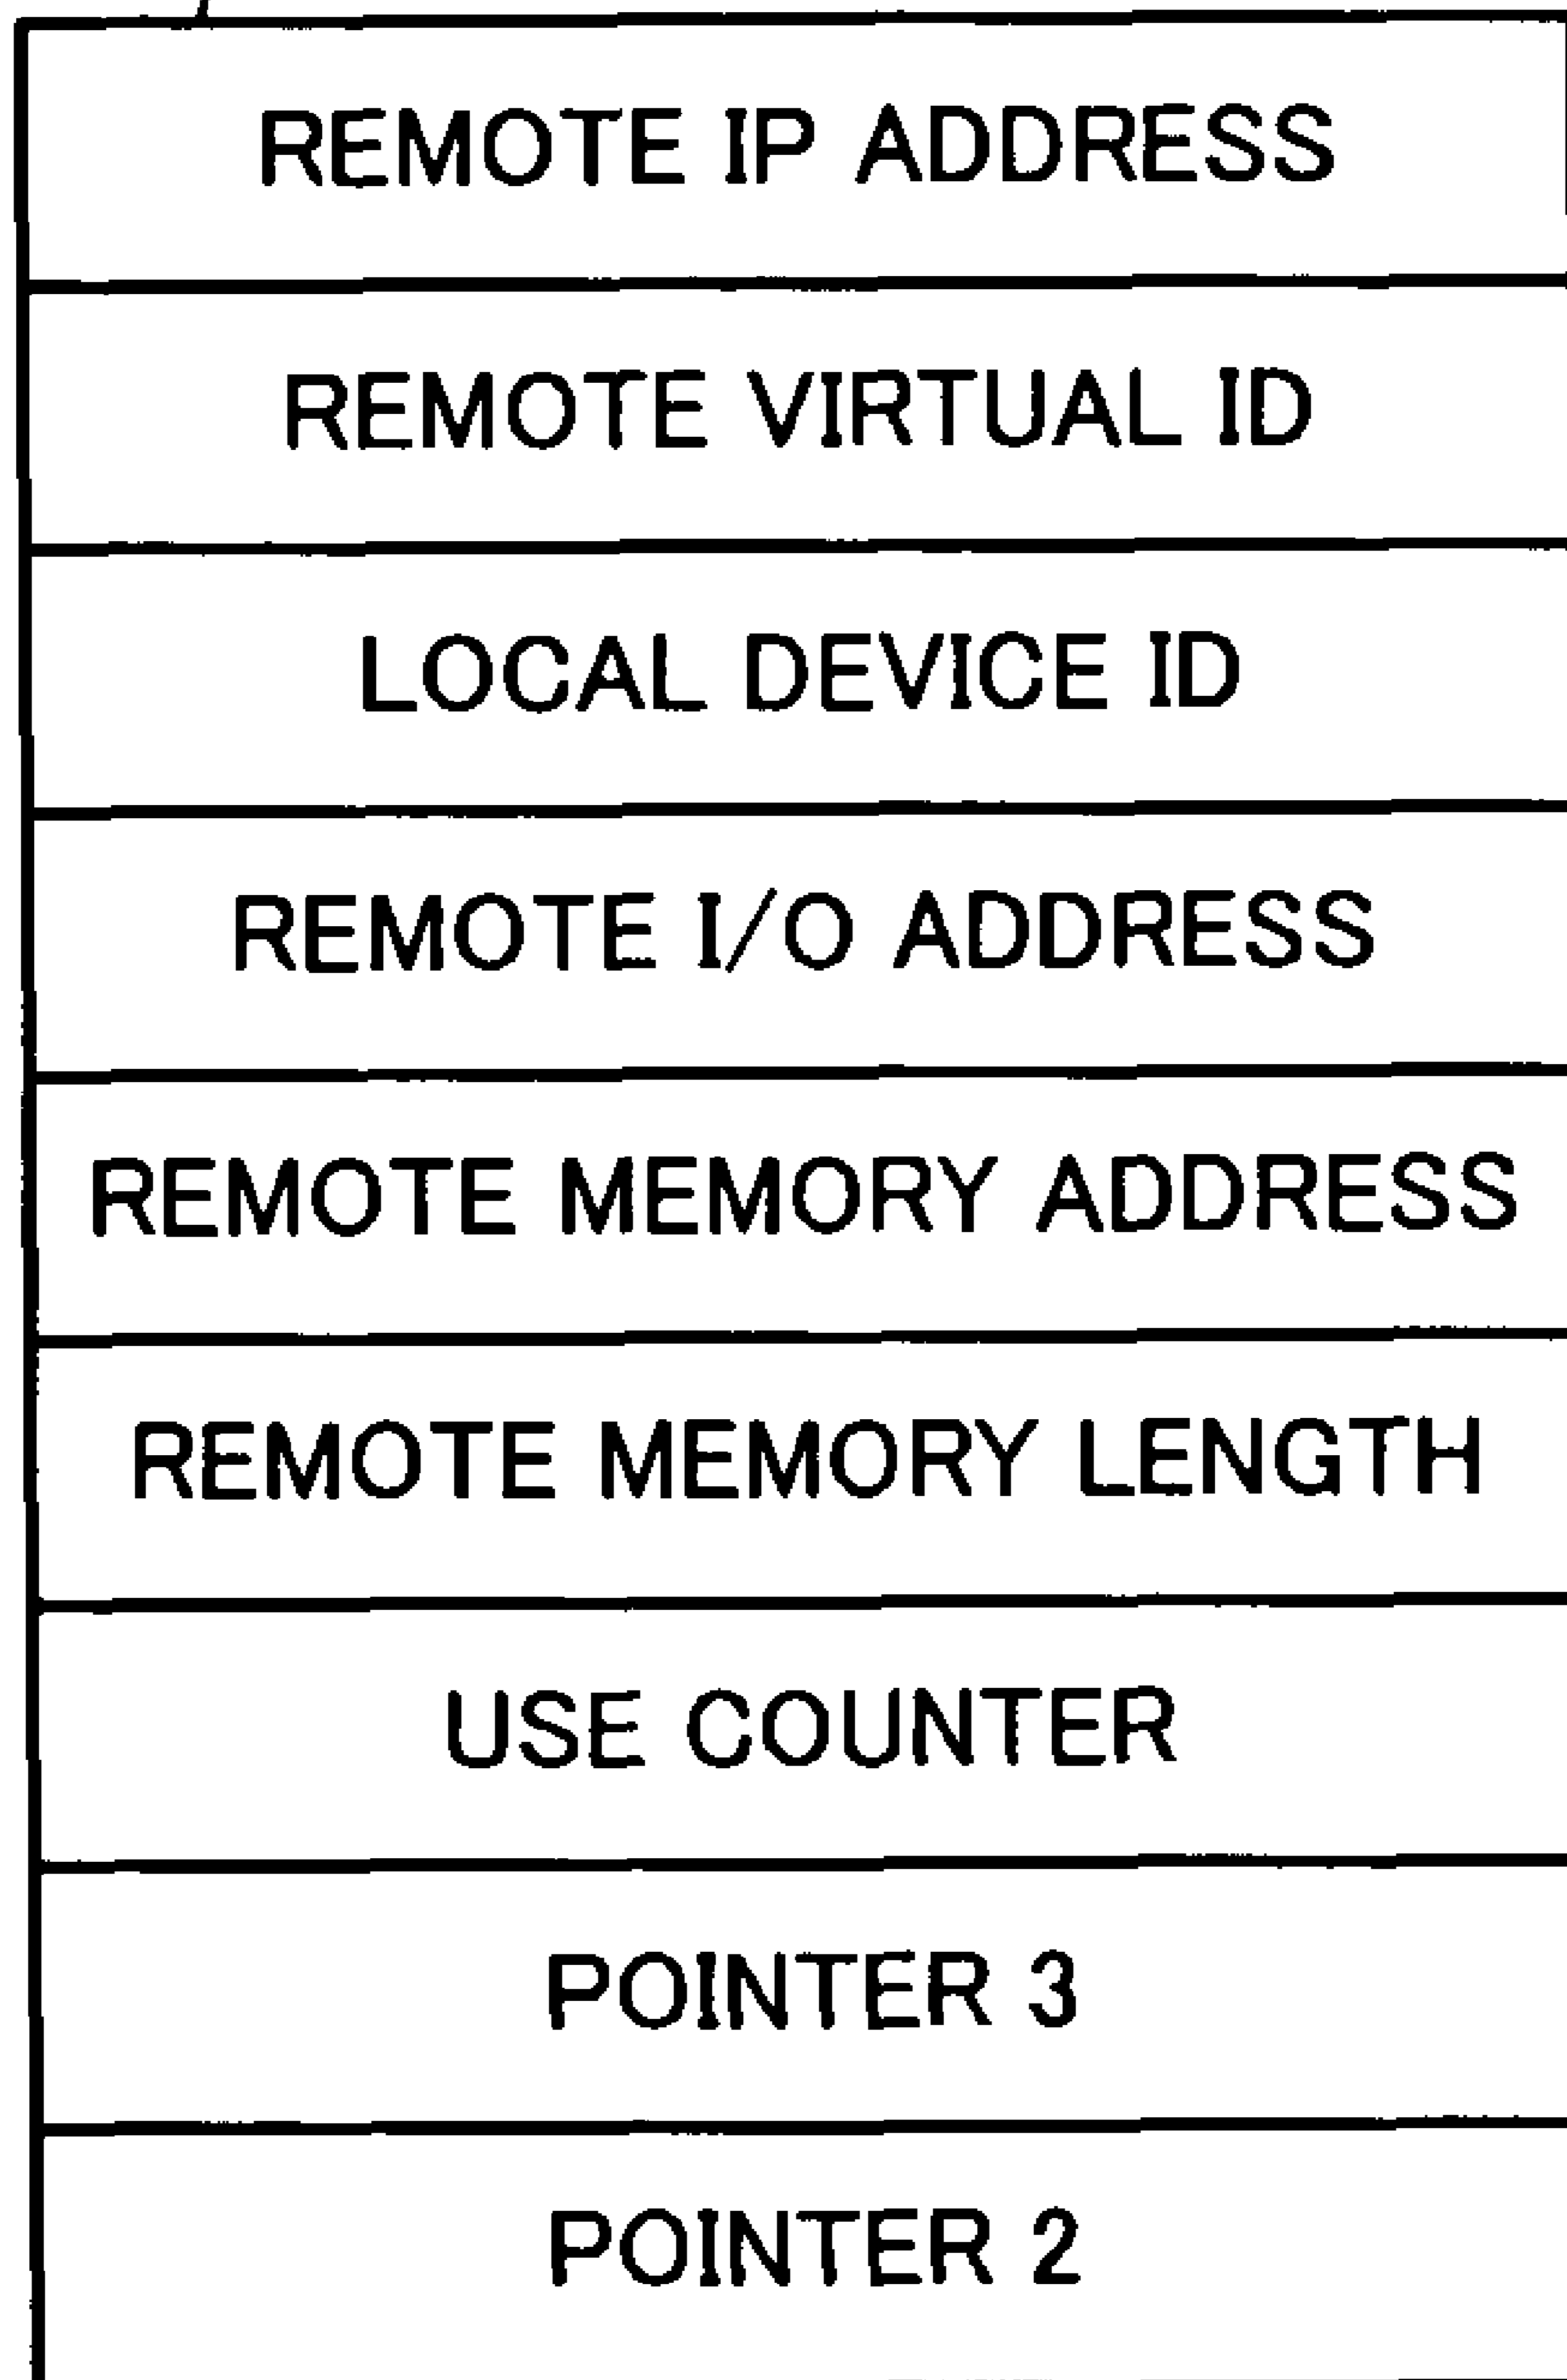 REMOTE IP ADDRESS
REMOTE VIRTUAL ID
LOCAL DEVICE ID
REMOTE I/O ADDRESS
REMOTE MEMORY ADDRESS
REMOTE MEMORY LENGTH
USE COUNTER
POINTER 3
POINTER 2